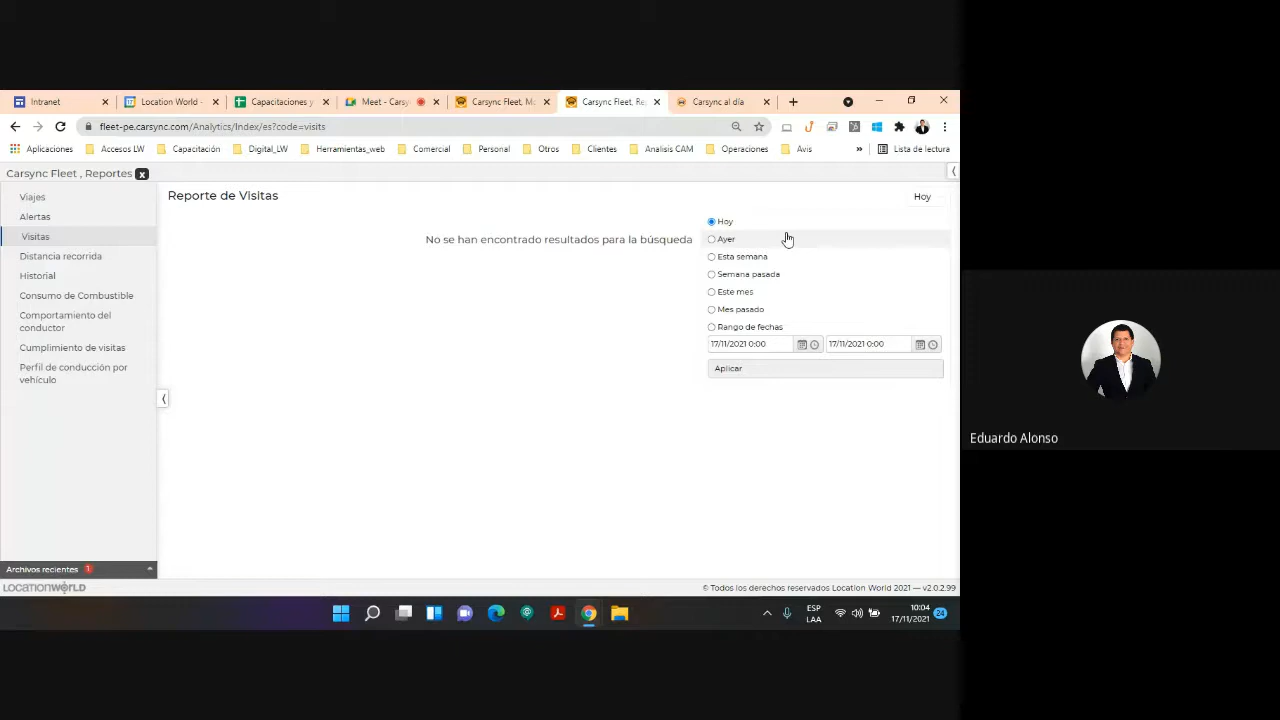 Intranet
Location World -
Capacitaciones y
Meet - Carsy
Carsync Fleet, M
Carsync Fleet, Re
Carsync al día
fleet-pe.carsync.com/Analytics/Index/es?code=visits
Aplicaciones
Accesos LW
Capacitación
Digital_LW
Herramientas_web
Comercial
Personal
Otros
Clientes
Analisis CAM
Operaciones
Avis
»
Lista de lectura
Carsync Fleet , Reportes x
Viajes
Alertas
Visitas
Distancia recorrida
Historial
Consumo de Combustible
Comportamiento del
conductor
Cumplimiento de visitas
Perfil de conducción por
vehículo
Archivos recientes 1
Reporte de Visitas
Hoy
No se han encontrado resultados para la búsqueda
Hoy
Ayer
Esta semana
Semana pasada
Este mes
Mes pasado
Rango de fechas
17/11/2021 0:00
17/11/2021 0:00
Aplicar
LOCATIONWORLD
© Todos los derechos reservados Location World 2021 — v2.0.2.99
ESP
LAA
10:04
17/11/2021
24
Eduardo Alonso